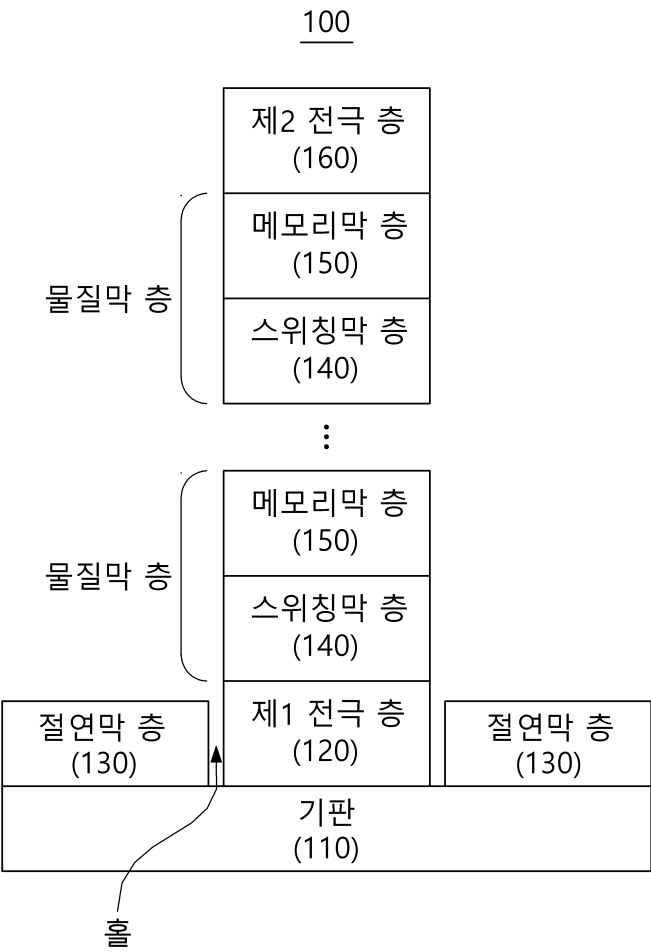 100
제2 전극 층
(160)
메모리막 층
(150)
물질막 층
스위칭막 층
(140)
메모리막 층
(150)
물질막 층
스위칭막 층
(140)
절연막 층
(130)
제1 전극 층
(120)
절연막 층
(130)
기판
(110)
홀